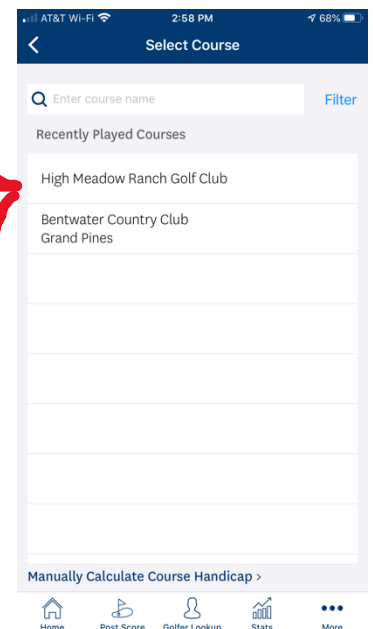 AT&T Wi-Fi 2:58 PM 68%
Select Course
Enter course name Filter
Recently Played Courses
High Meadow Ranch Golf Club
Bentwater Country Club
Grand Pines
Manually Calculate Course Handicap >
Home Post Score Golfer Lookup Stats More